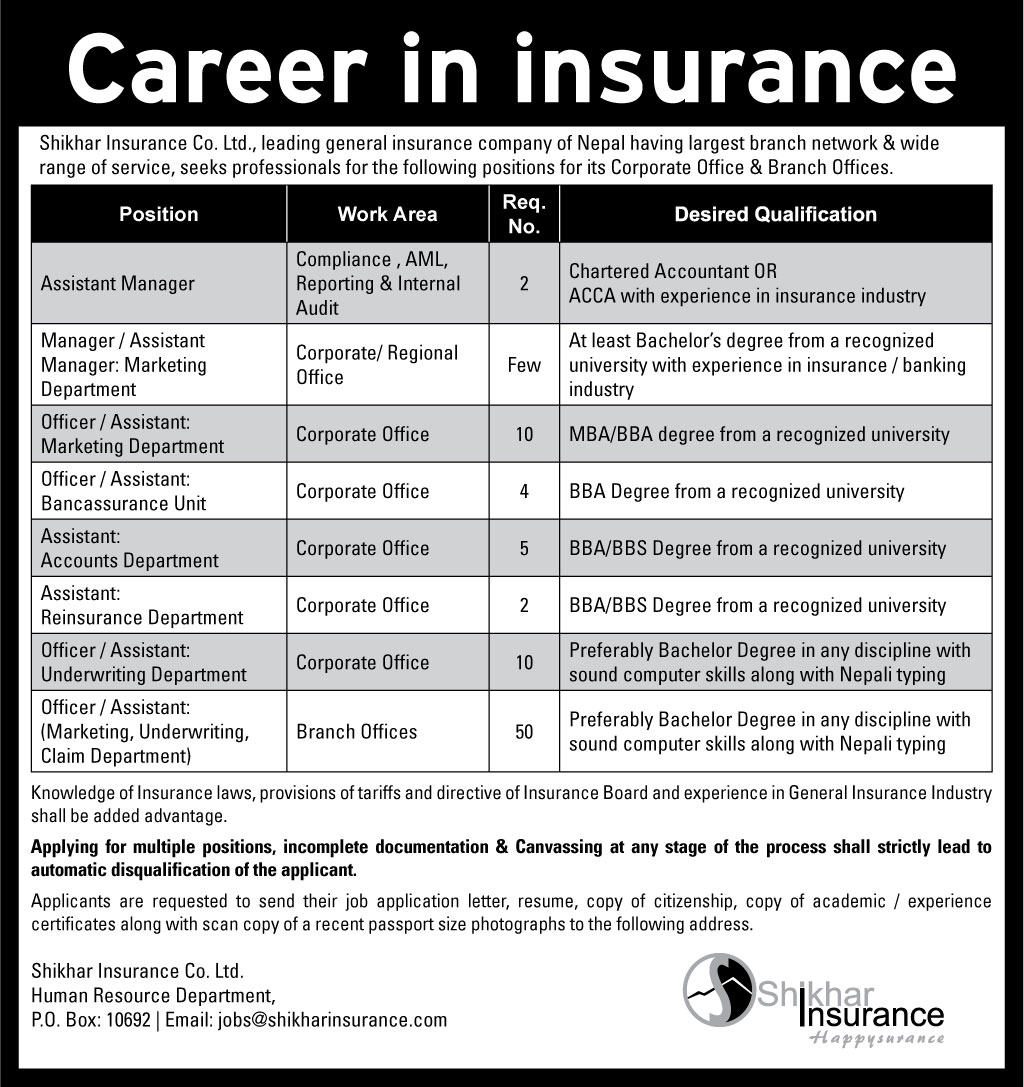 Career in insurance
Shikhar Insurance Co. Ltd., leading general insurance company of Nepal having largest branch network & wide
range of service, seeks professionals for the following positions for its Corporate Office & Branch Offices.
Position
Work Area
Req.
No.
Desired Qualification
Assistant Manager
Compliance , AML,
Reporting & Internal
Audit
2
Chartered Accountant OR
ACCA with experience in insurance industry
Manager / Assistant
Manager: Marketing
Department
Corporate/ Regional
Office
Few
At least Bachelor's degree from a recognized
university with experience in insurance / banking
industry
Officer / Assistant:
Marketing Department
Corporate Office
10
MBA/BBA degree from a recognized university
Officer / Assistant:
Bancassurance Unit
Corporate Office
4
BBA Degree from a recognized university
Assistant:
Accounts Department
Corporate Office
5
BBA/BBS Degree from a recognized university
Assistant:
Reinsurance Department
Corporate Office
2
BBA/BBS Degree from a recognized university
Officer / Assistant:
Underwriting Department
Corporate Office
10
Preferably Bachelor Degree in any discipline with
sound computer skills along with Nepali typing
Officer / Assistant:
(Marketing, Underwriting,
Claim Department)
Branch Offices
50
Preferably Bachelor Degree in any discipline with
sound computer skills along with Nepali typing
Knowledge of Insurance laws, provisions of tariffs and directive of Insurance Board and experience in General Insurance Industry
shall be added advantage.
Applying for multiple positions, incomplete documentation & Canvassing at any stage of the process shall strictly lead to
automatic disqualification of the applicant.
Applicants are requested to send their job application letter, resume, copy of citizenship, copy of academic / experience
certificates along with scan copy of a recent passport size photographs to the following address.
Shikhar Insurance Co. Ltd.
Human Resource Department,
P.O. Box: 10692 | Email: jobs@shikharinsurance.com
Shikhar
Insurance
Happysurance